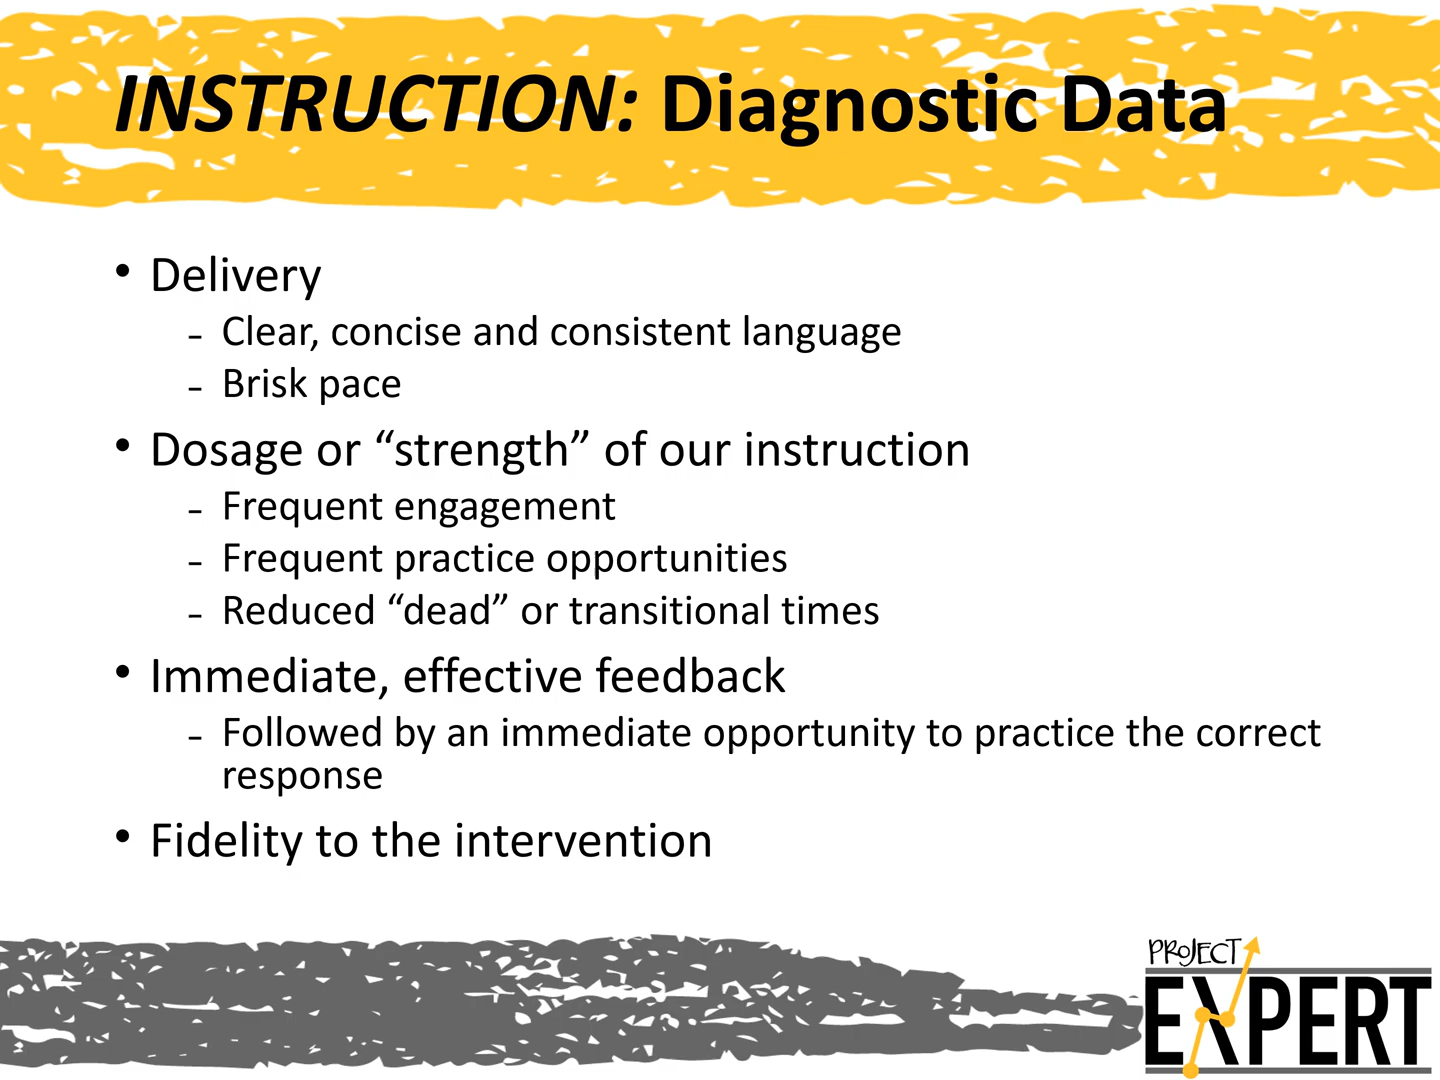 INSTRUCTION: Diagnostic Data
• Delivery
- Clear, concise and consistent language
- Brisk pace
• Dosage or “strength” of our instruction
- Frequent engagement
- Frequent practice opportunities
- Reduced “dead” or transitional times
• Immediate, effective feedback
- Followed by an immediate opportunity to practice the correct
response
• Fidelity to the intervention
PROJECT
EXPERT